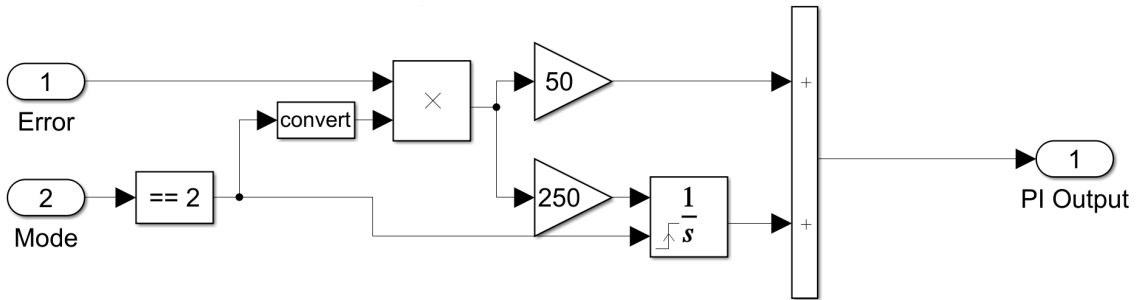 1
Error
2
Mode
== 2
convert
×
50
250
1
s
+
+
1
PI Output